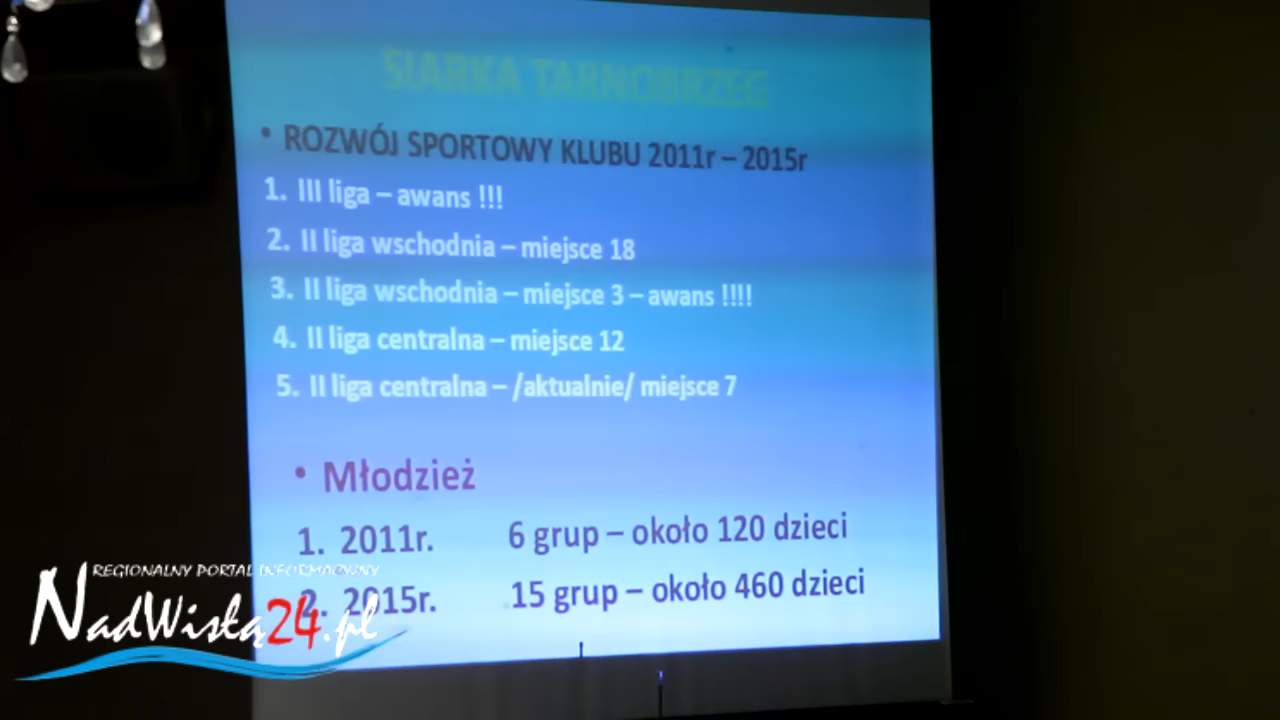 SIARKA TARNOBRZEG
• ROZWÓJ SPORTOWY KLUBU 2011r – 2015r
1. III liga – awans !!!
2. II liga wschodnia – miejsce 18
3. II liga wschodnia – miejsce 3 – awans !!!!
4. II liga centralna – miejsce 12
5. II liga centralna – /aktualnie/ miejsce 7
• Młodzież
1. 2011r. 6 grup – około 120 dzieci
2. 2015r. 15 grup – około 460 dzieci
REGIONALNY PORTAL INFORMACYJNY
NadWisłą24.pl